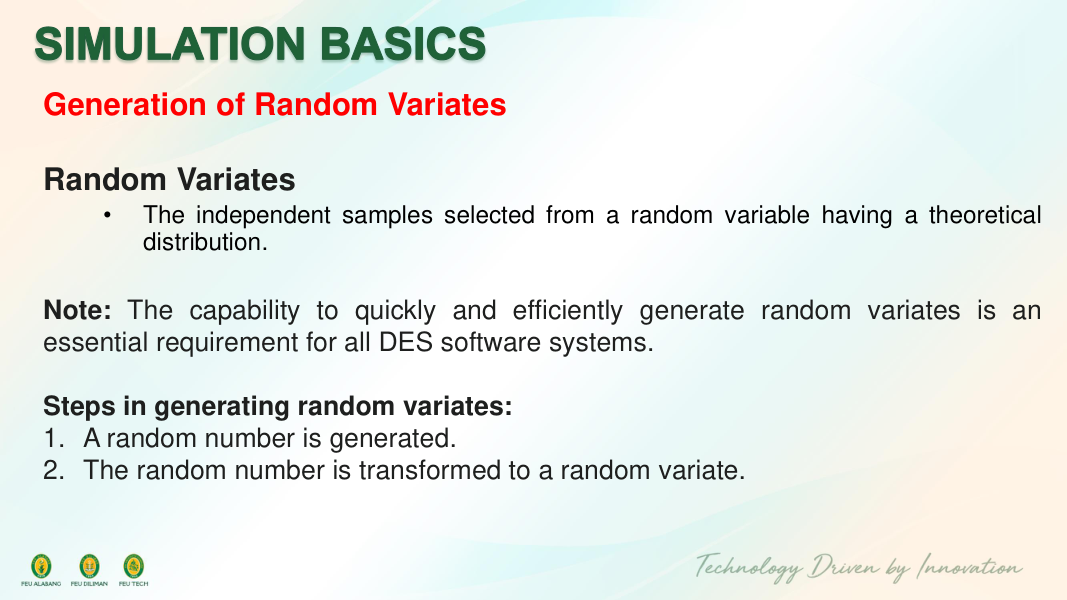 SIMULATION BASICS
Generation of Random Variates
Random Variates
• The independent samples selected from a random variable having a theoretical
distribution.
Note: The capability to quickly and efficiently generate random variates is an
essential requirement for all DES software systems.
Steps in generating random variates:
1. A random number is generated.
2. The random number is transformed to a random variate.
FEU ALABANG FEU DILIMAN FEU TECH
Technology Driven by Innovation